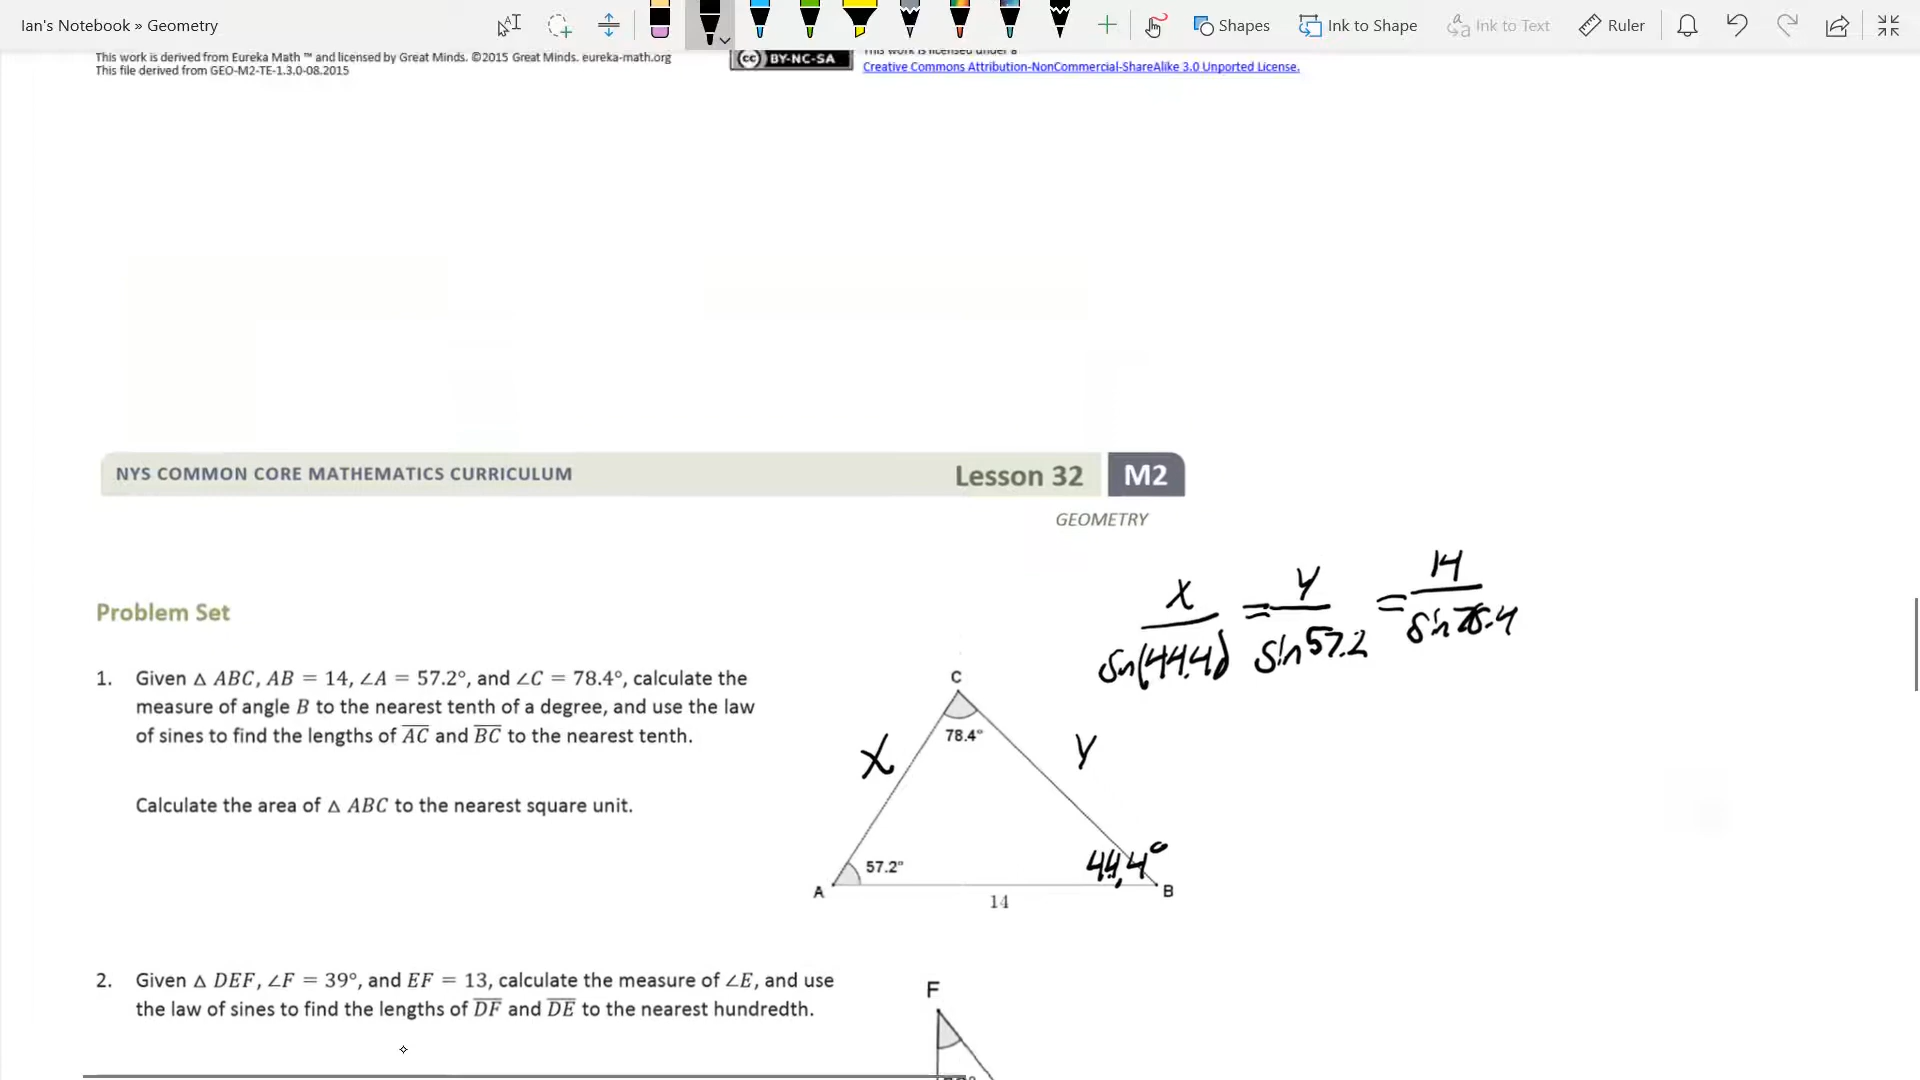 Ian's Notebook » Geometry
Shapes
Ink to Shape
Ink to Text
Ruler
This work is derived from Eureka Math ™ and licensed by Great Minds. ©2015 Great Minds. eureka-math.org
This file derived from GEO-M2-TE-1.3.0-08.2015
cc BY-NC-SA
This work is licensed under a
Creative Commons Attribution-NonCommercial-ShareAlike 3.0 Unported License.
NYS COMMON CORE MATHEMATICS CURRICULUM
Lesson 32
M2
GEOMETRY
x/sin(44.4) = y/sin 57.2 = 14/sin 78.4
Problem Set
1. Given △ ABC, AB = 14, ∠A = 57.2°, and ∠C = 78.4°, calculate the
measure of angle B to the nearest tenth of a degree, and use the law
of sines to find the lengths of A̅C̅ and B̅C̅ to the nearest tenth.
Calculate the area of △ ABC to the nearest square unit.
C
78.4°
x
y
57.2°
44.4°
A
B
14
2. Given △ DEF, ∠F = 39°, and EF = 13, calculate the measure of ∠E, and use
the law of sines to find the lengths of D̅F̅ and D̅E̅ to the nearest hundredth.
F